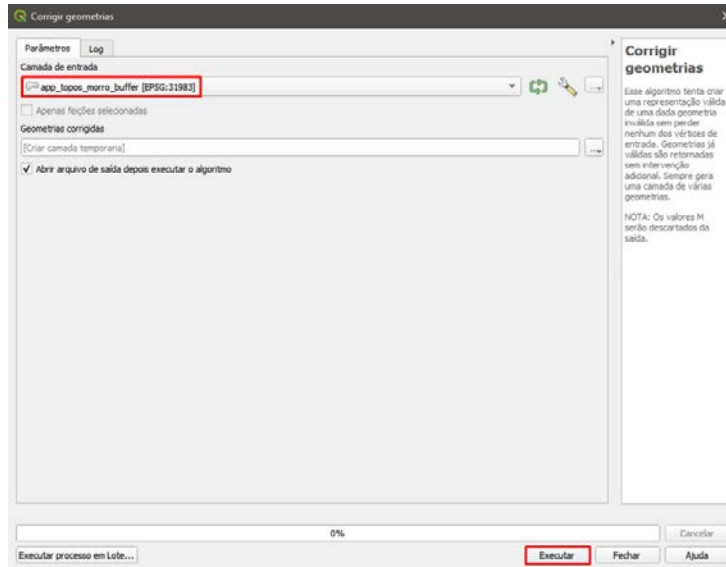 Corrigir geometrias
Parâmetros
Log
Camada de entrada
app_topos_morro_buffer [EPSG:31983]
Apenas feições selecionadas
Geometrias corrigidas
[Criar camada temporaria]
Abrir arquivo de saída depois executar o algoritmo
Corrigir
geometrias
Esse algoritmo tenta criar
uma representação válida
de uma dada geometria
inválida sem perder
nenhum dos vértices de
entrada. Geometrias já
válidas são retornadas
sem intervenção
adicional. Sempre gera
uma camada de várias
geometrias.
NOTA: Os valores M
serão descartados da
saída.
0%
Cancelar
Executar processo em Lote...
Executar
Fechar
Ajuda